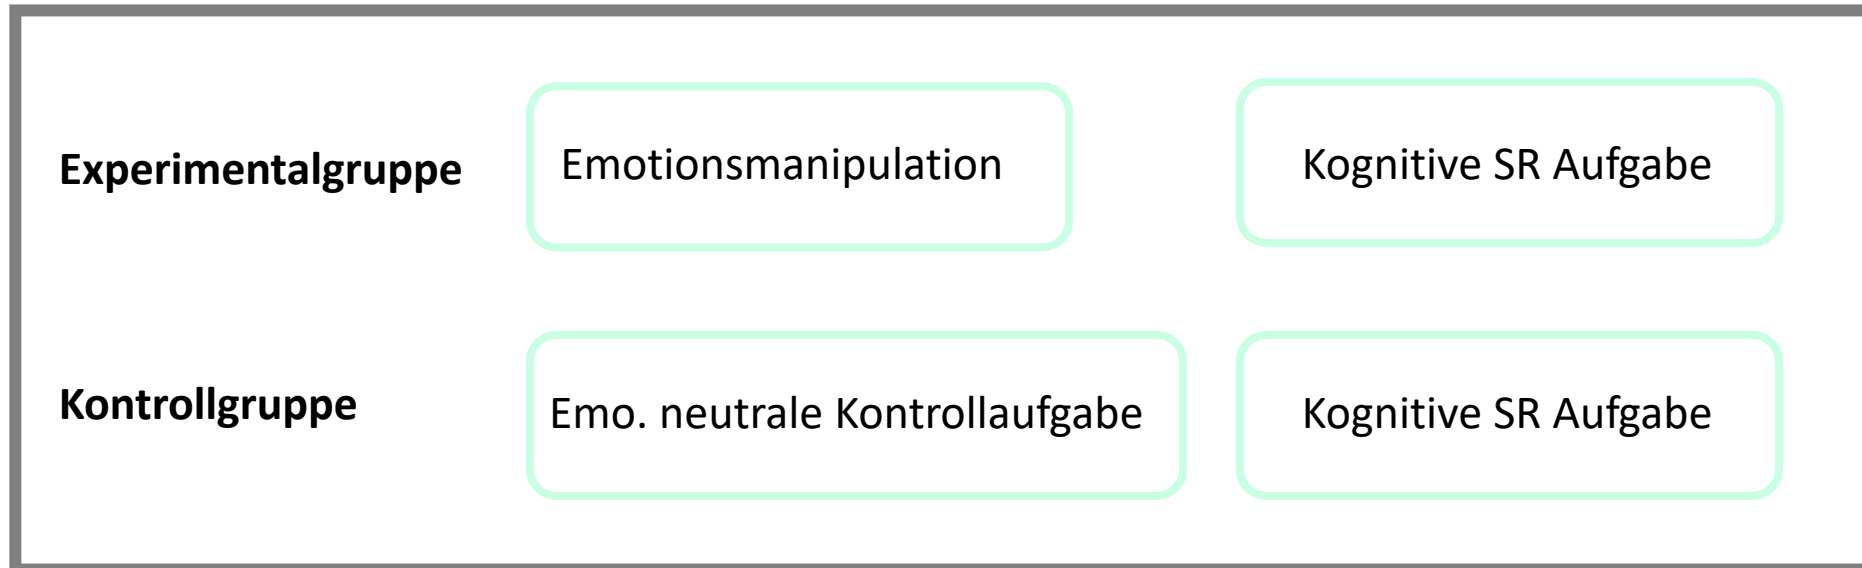 Experimentalgruppe
Emotionsmanipulation
Kognitive SR Aufgabe
Kontrollgruppe
Emo. neutrale Kontrollaufgabe
Kognitive SR Aufgabe